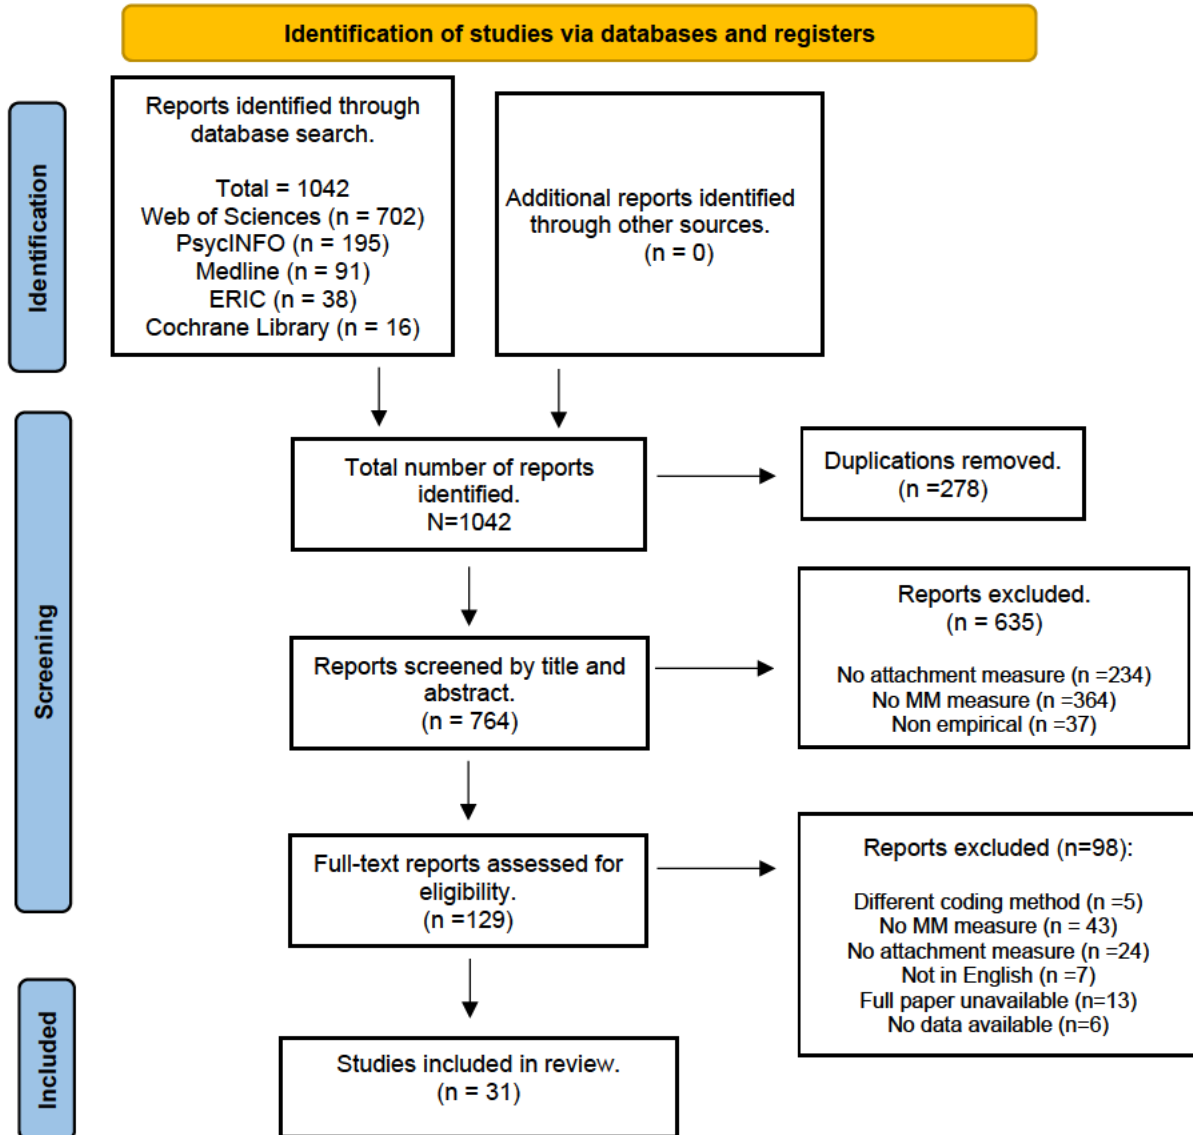 Identification of studies via databases and registers
Identification
Reports identified through
database search.
Total = 1042
Web of Sciences (n = 702)
PsycINFO (n = 195)
Medline (n = 91)
ERIC (n = 38)
Cochrane Library (n = 16)
Additional reports identified
through other sources.
(n = 0)
Screening
Total number of reports
identified.
N=1042
Duplications removed.
(n =278)
Reports screened by title and
abstract.
(n = 764)
Reports excluded.
(n = 635)
No attachment measure (n =234)
No MM measure (n =364)
Non empirical (n =37)
Full-text reports assessed for
eligibility.
(n =129)
Reports excluded (n=98):
Different coding method (n =5)
No MM measure (n = 43)
No attachment measure (n =24)
Not in English (n =7)
Full paper unavailable (n=13)
No data available (n=6)
Included
Studies included in review.
(n = 31)